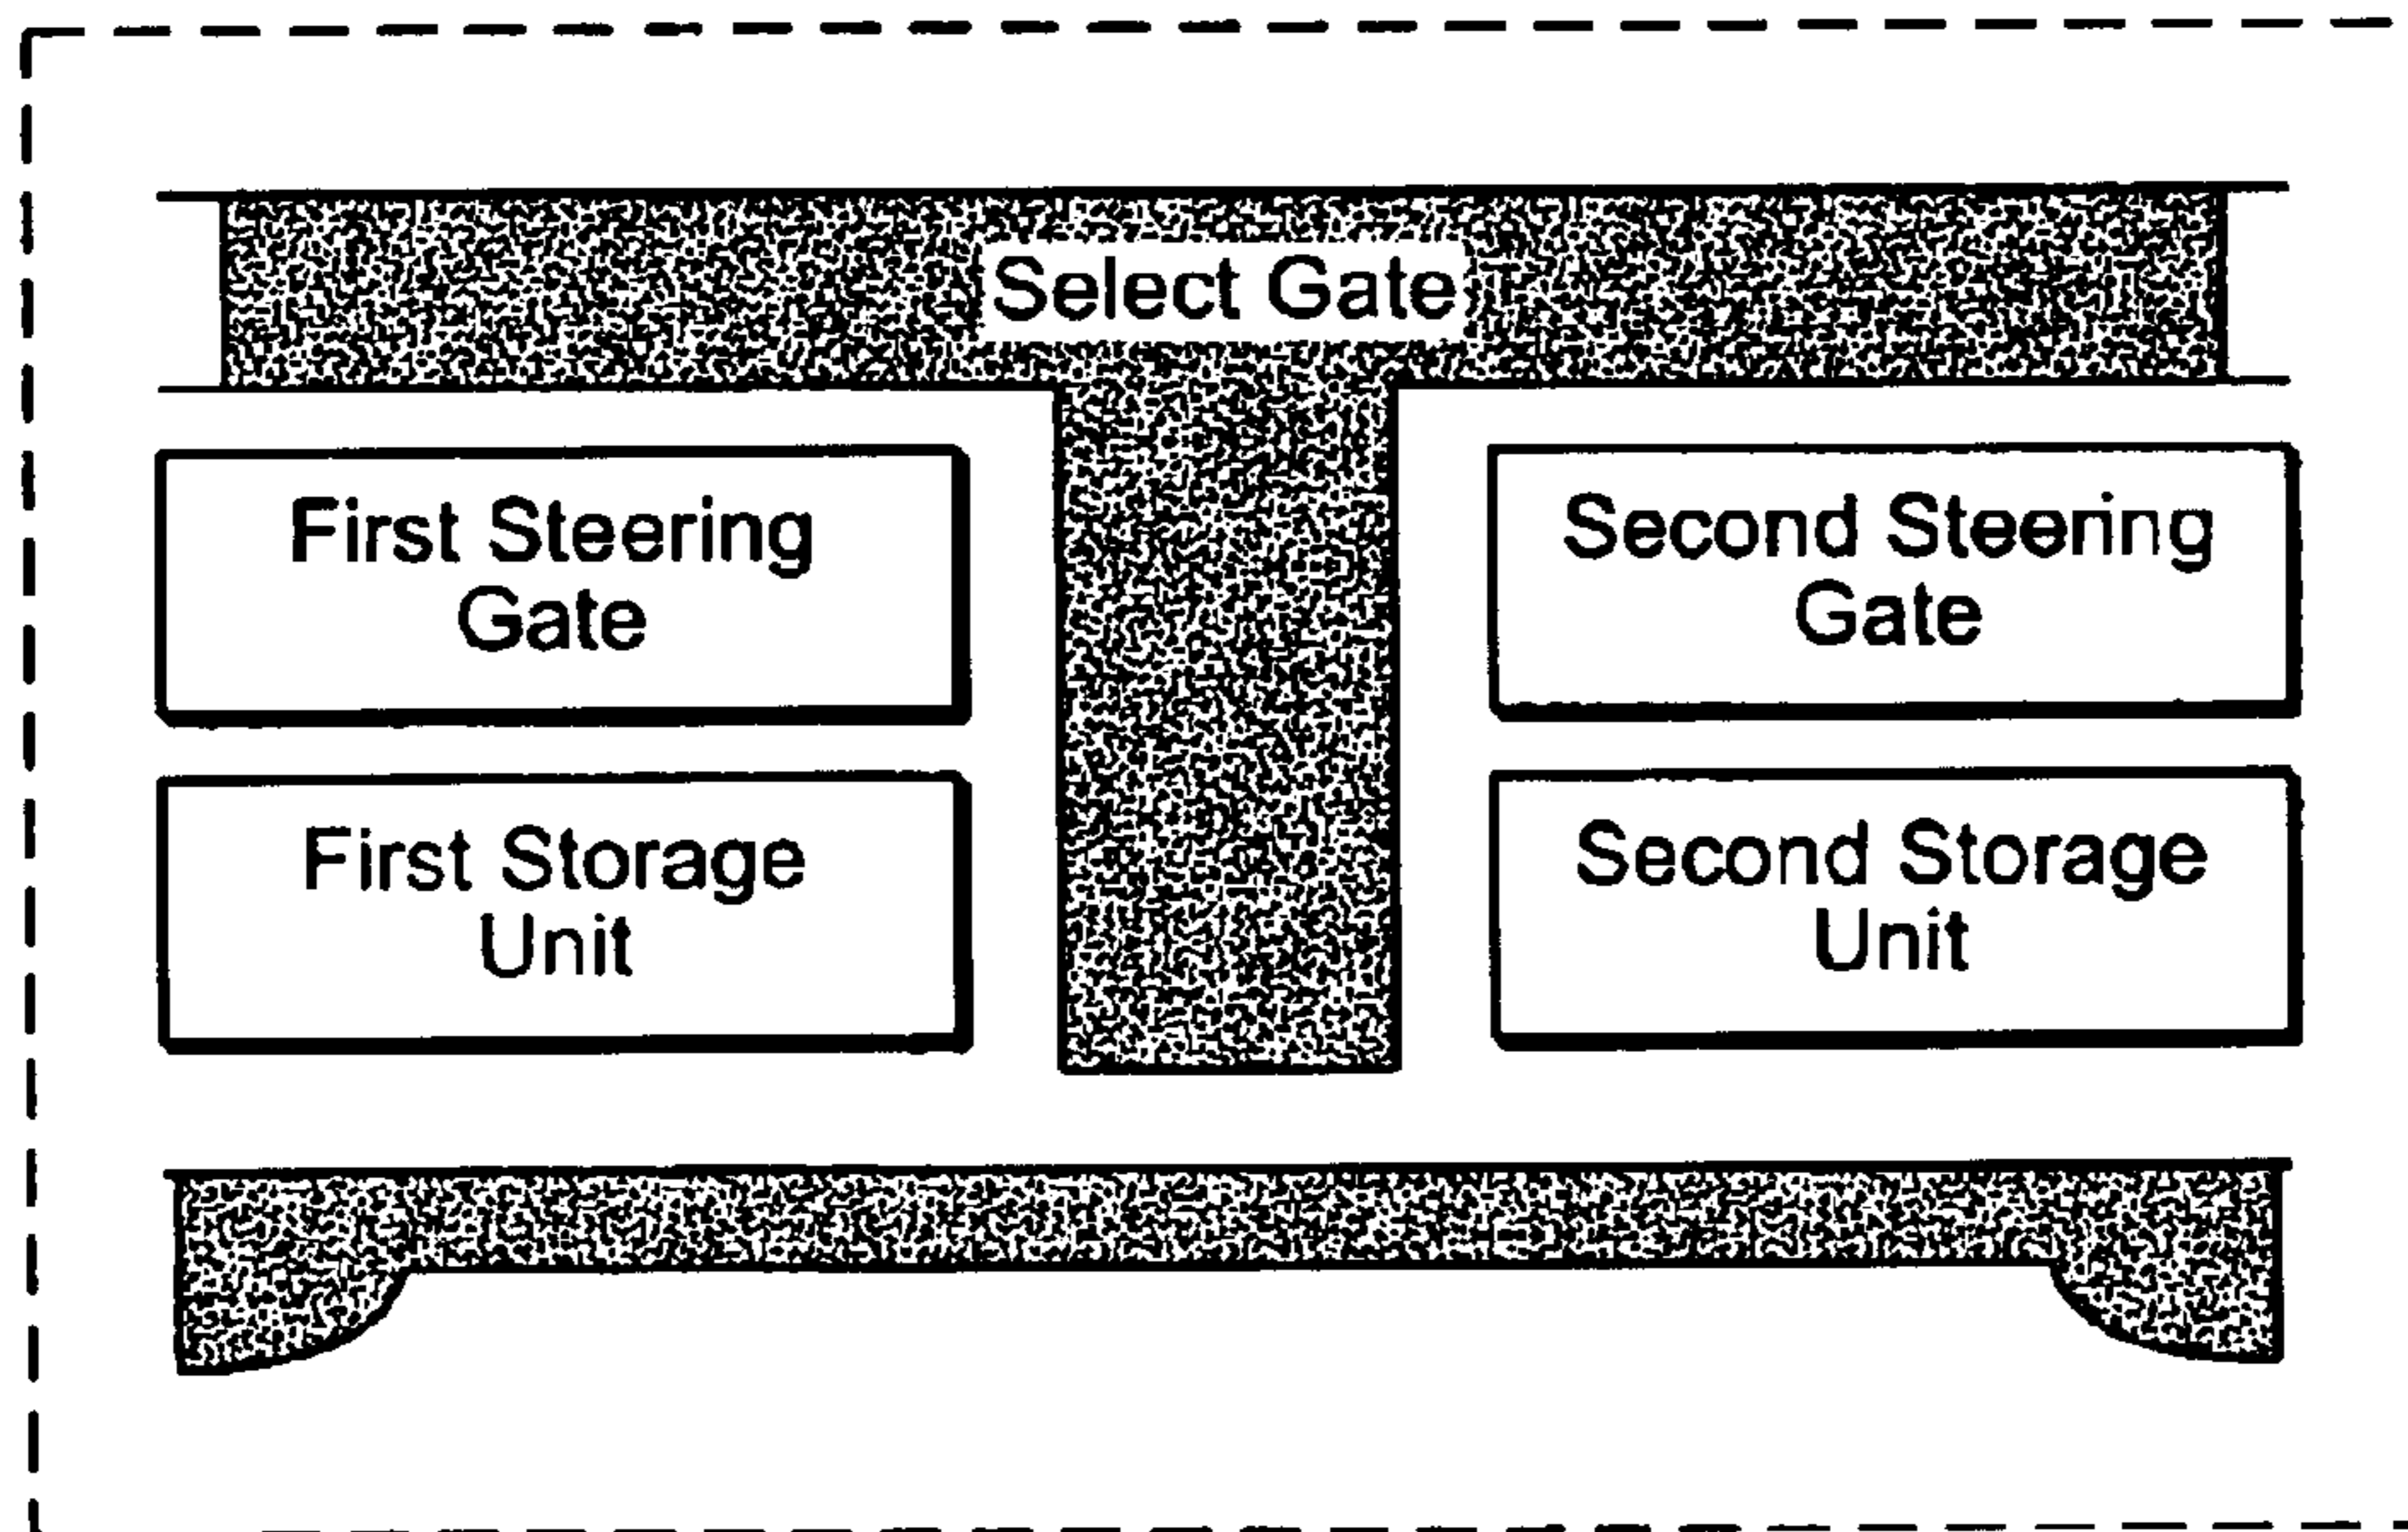 Select Gate
First Steering
Gate
Second Steering
Gate
First Storage
Unit
Second Storage
Unit